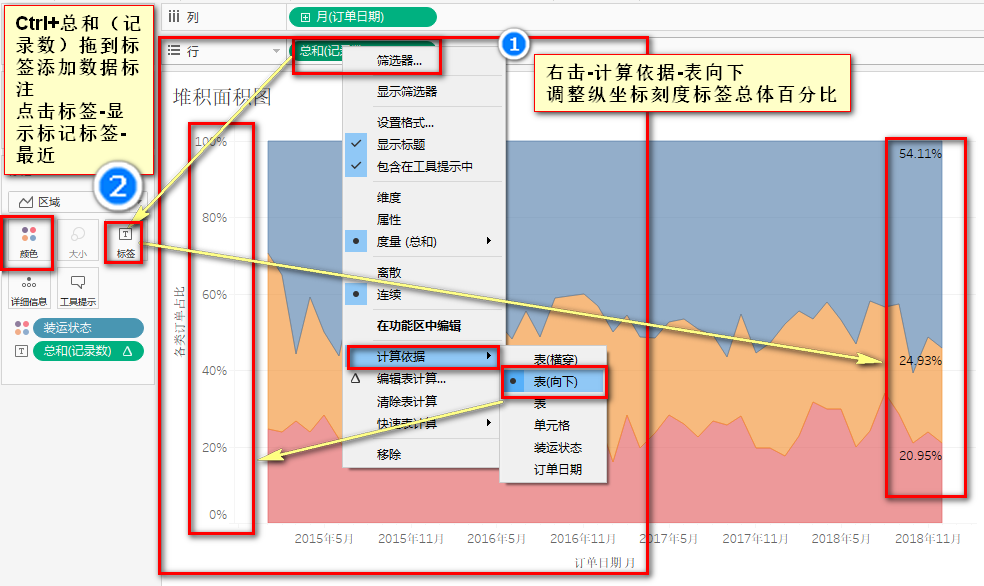 Ctrl+总和（记
录数）拖到标
签添加数据标
注
点击标签-显
示标记标签-
最近
2
iii 列
月(订单日期)
行
总和(记录
1
右击-计算依据-表向下
调整纵坐标刻度标签总体百分比
堆积面积图
筛选器...
显示筛选器
设置格式...
显示标题
包含在工具提示中
维度
属性
度量 (总和)
离散
连续
在功能区中编辑
计算依据
编辑表计算...
清除表计算
快速表计算
移除
表(横穿)
表(向下)
表
单元格
装运状态
订单日期
区域
颜色
大小
标签
详细信息
工具提示
装运状态
总和(记录数) Δ
各类订单占比
100%
80%
60%
40%
20%
0%
54.11%
24.93%
20.95%
2015年5月
2015年11月
2016年5月
2016年11月
2017年5月
2017年11月
2018年5月
2018年11月
订单日期 月